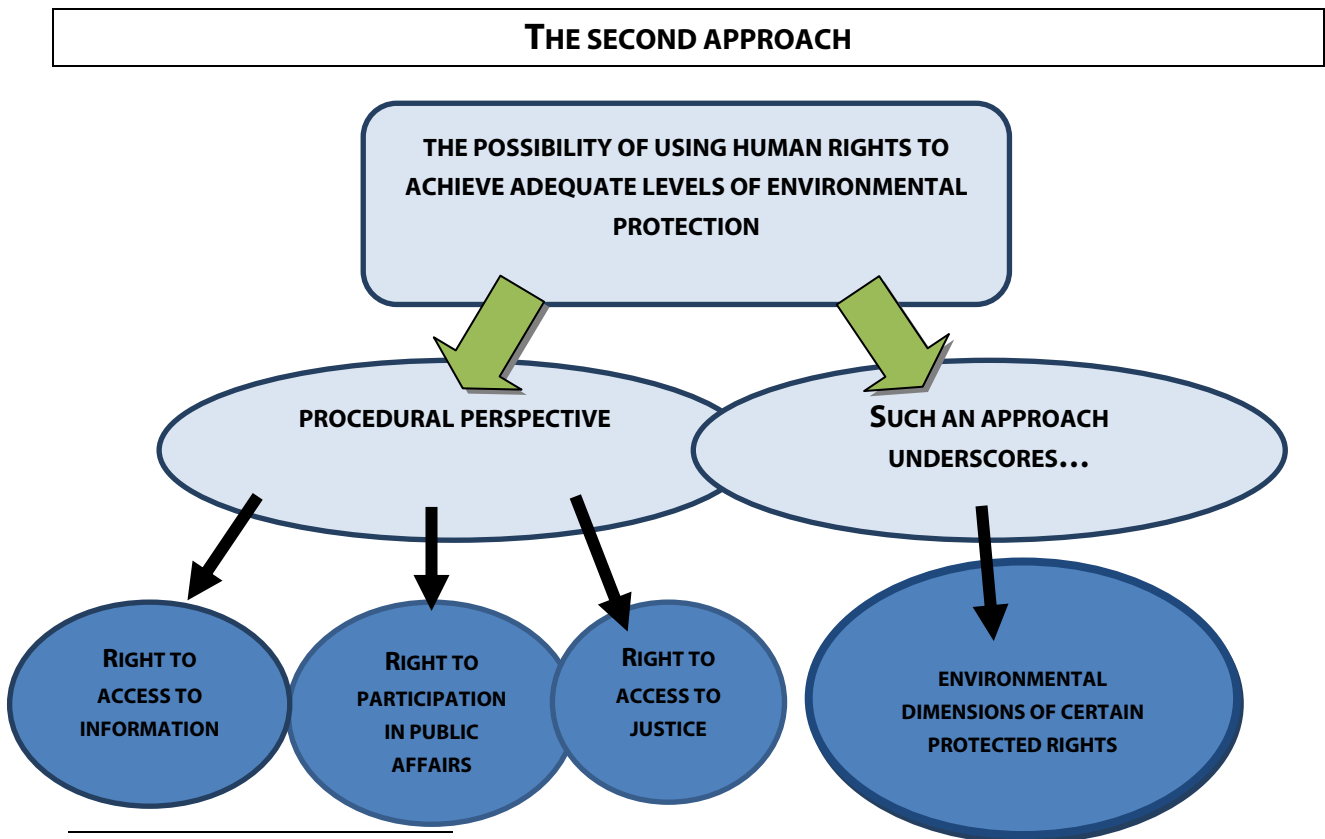 THE SECOND APPROACH
THE POSSIBILITY OF USING HUMAN RIGHTS TO
ACHIEVE ADEQUATE LEVELS OF ENVIRONMENTAL
PROTECTION
PROCEDURAL PERSPECTIVE
SUCH AN APPROACH
UNDERSCORES…
RIGHT TO
ACCESS TO
INFORMATION
RIGHT TO
PARTICIPATION
IN PUBLIC
AFFAIRS
RIGHT TO
ACCESS TO
JUSTICE
ENVIRONMENTAL
DIMENSIONS OF CERTAIN
PROTECTED RIGHTS